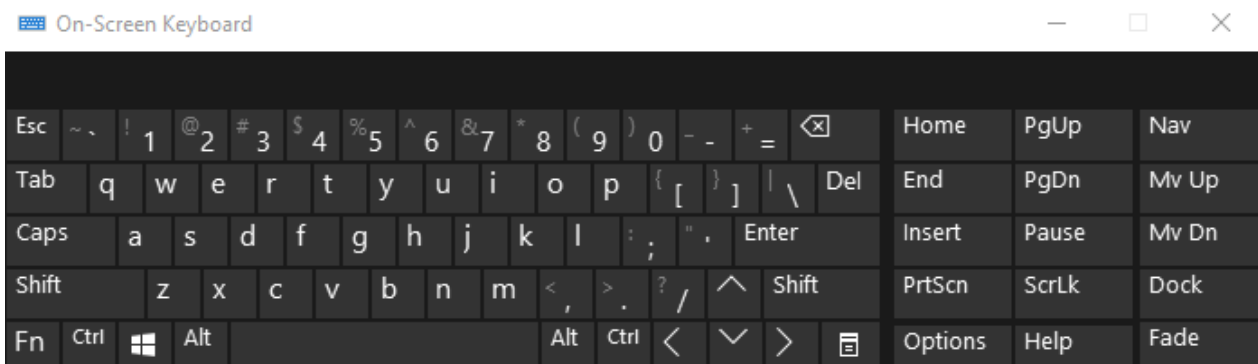 On-Screen Keyboard
Esc ~ ` ! 1 @ 2 # 3 $ 4 % 5 ^ 6 & 7 * 8 ( 9 ) 0 _ - + = Home PgUp Nav
Tab q w e r t y u i o p { [ } ] | \ Del End PgDn Mv Up
Caps a s d f g h j k l : ; " ' Enter Insert Pause Mv Dn
Shift z x c v b n m < , > . ? / Shift PrtScn ScrLk Dock
Fn Ctrl Alt Alt Ctrl Options Help Fade